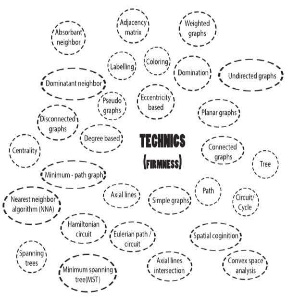 Absorbant
neighbor
Adjacency
matrix
Weighted
graphs
Labelling
Coloring
Domination
Undirected graphs
Dominatant neighbor
Pseudo
graphs
Eccentricity
based
Disconnected
graphs
Planar graphs
Degree based
TECHNICS
(FIRMNESS)
Centrality
Connected
graphs
Tree
Minimum - path graph
Nearest neighbor
algorithm (NNA)
Axial lines
Simple graphs
Path
Circuit/
Cycle
Hamiltonian
circuit
Eulerian path /
circuit
Spatial coginition
Spanning
trees
Minimum spanning
tree(MST)
Axial lines
intersection
Convex space
analysis